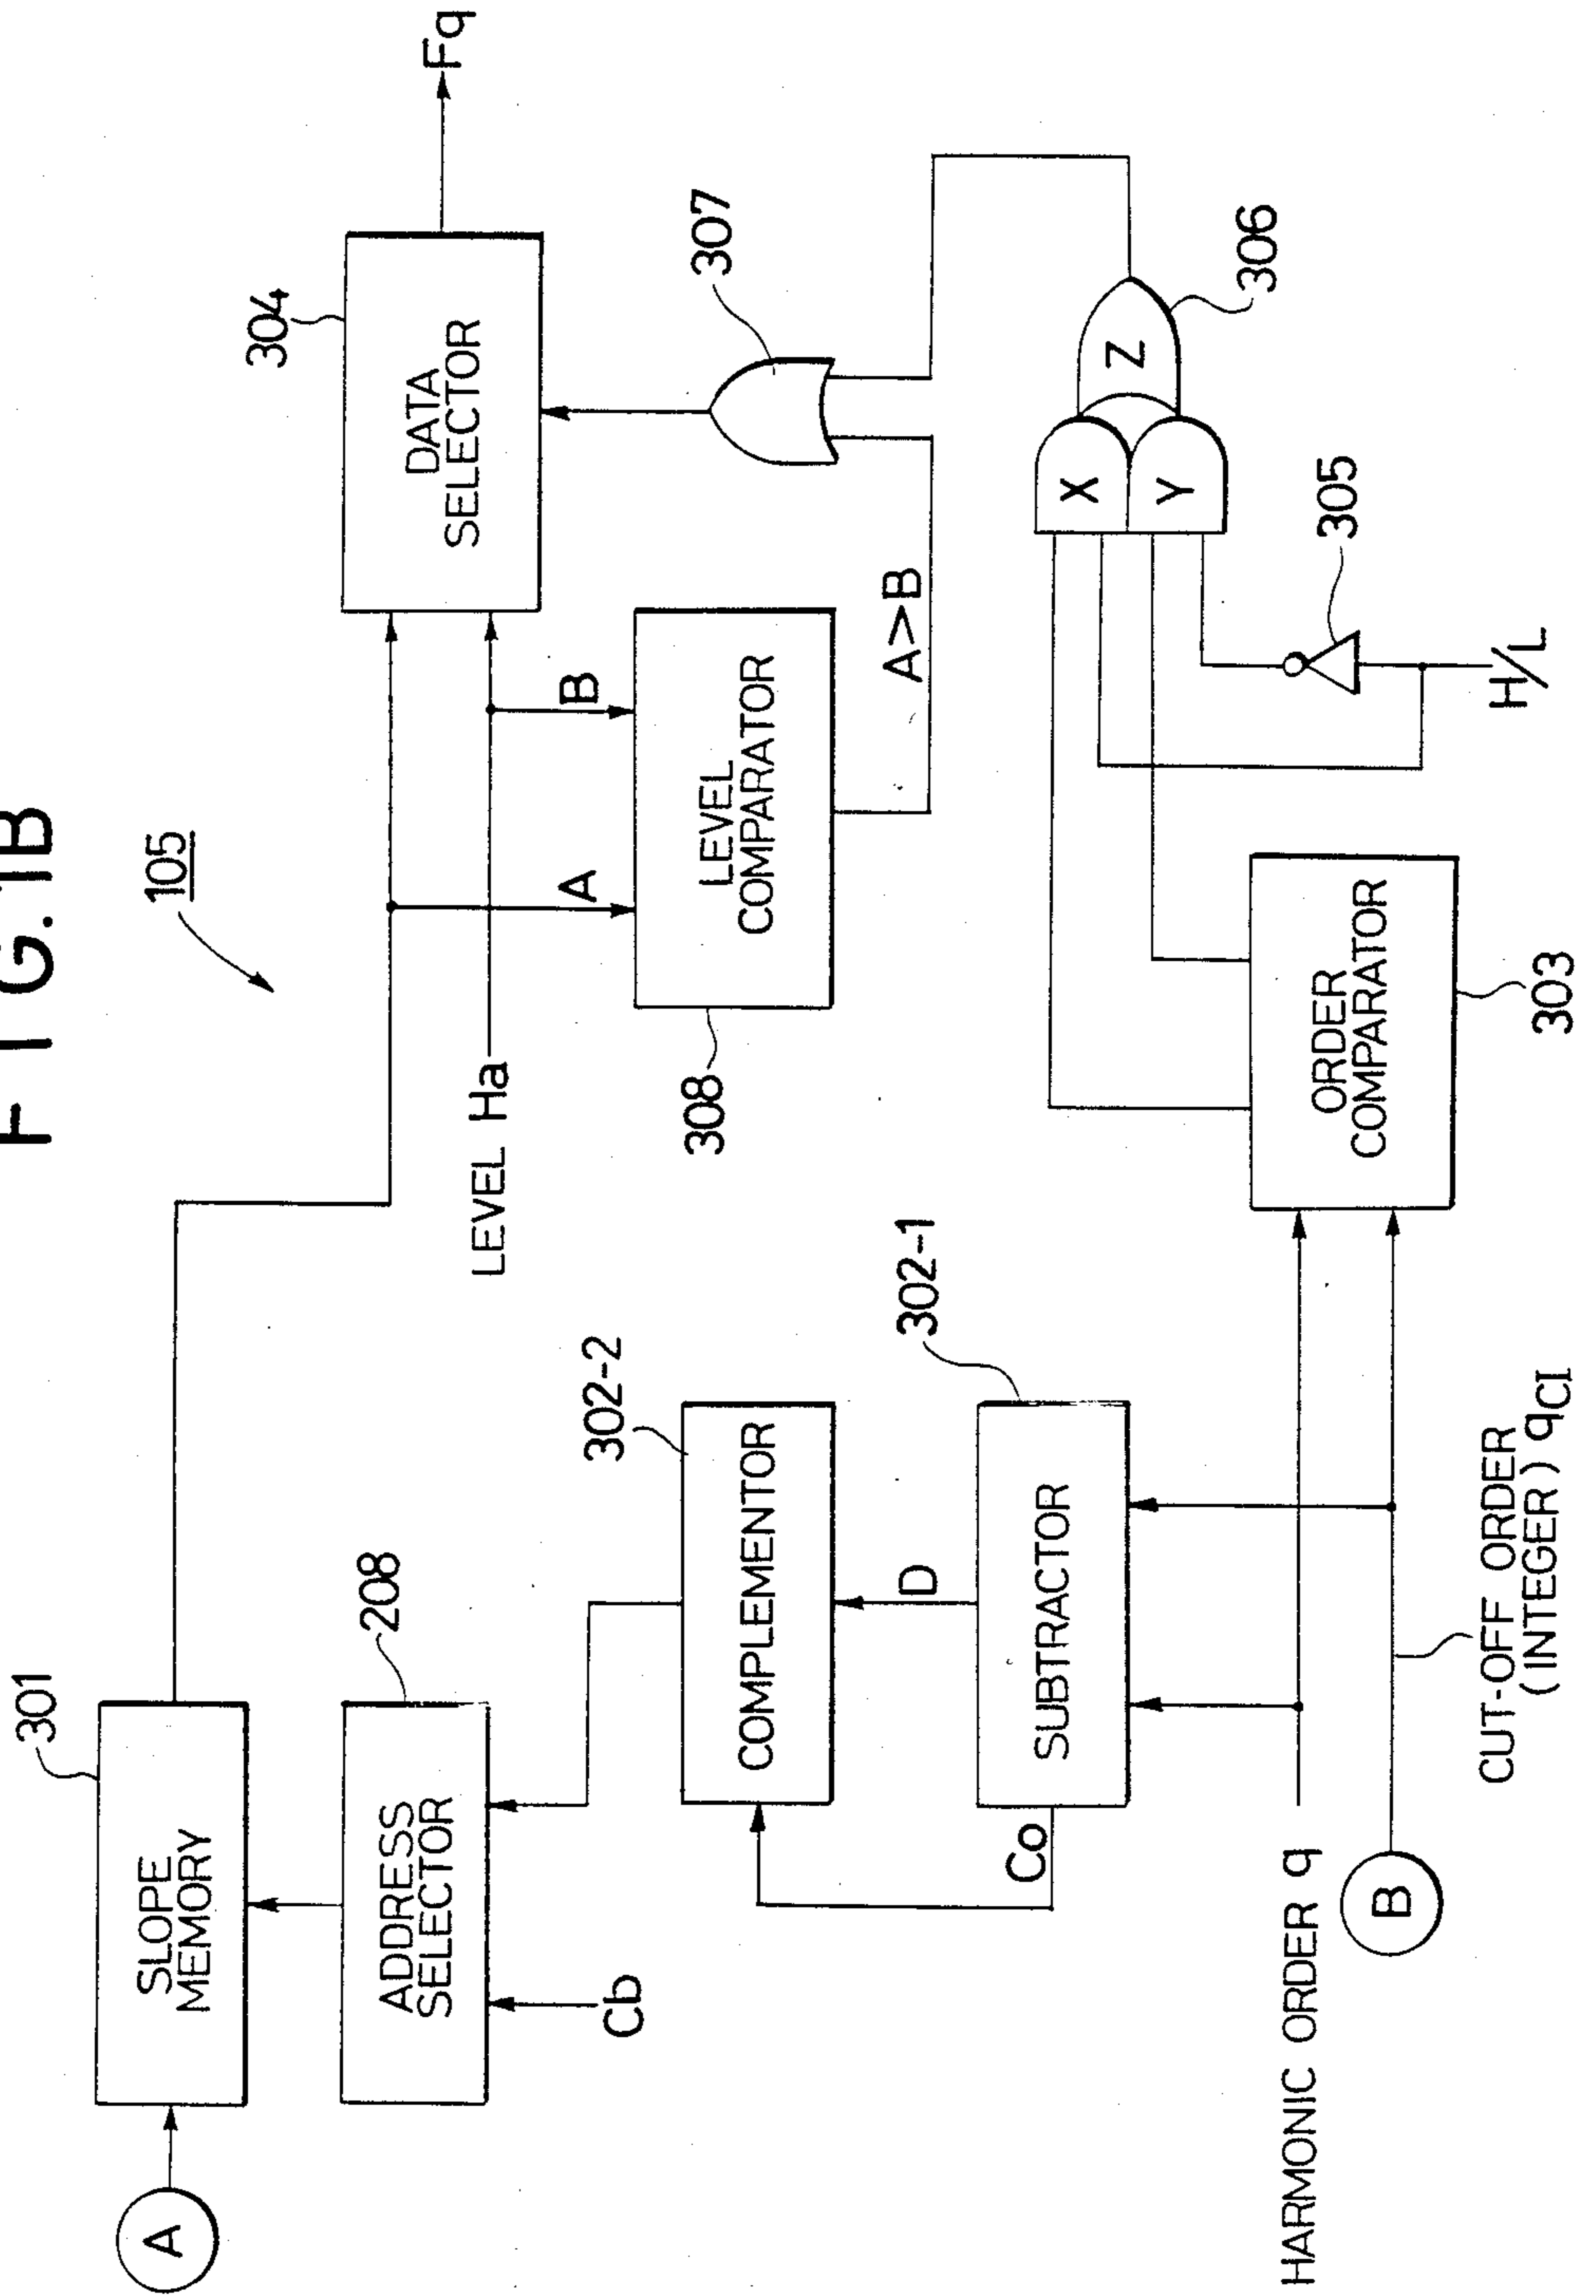 FIG. 1B
105
A
301
SLOPE
MEMORY
208
ADDRESS
SELECTOR
Cb
302-2
COMPLEMENTOR
D
Co
302-1
SUBTRACTOR
HARMONIC ORDER q
B
CUT-OFF ORDER
(INTEGER) qCI
LEVEL Ha
A
B
308
LEVEL
COMPARATOR
A>B
304
DATA
SELECTOR
Fq
307
X
Y
Z
306
305
H/L
ORDER
COMPARATOR
303